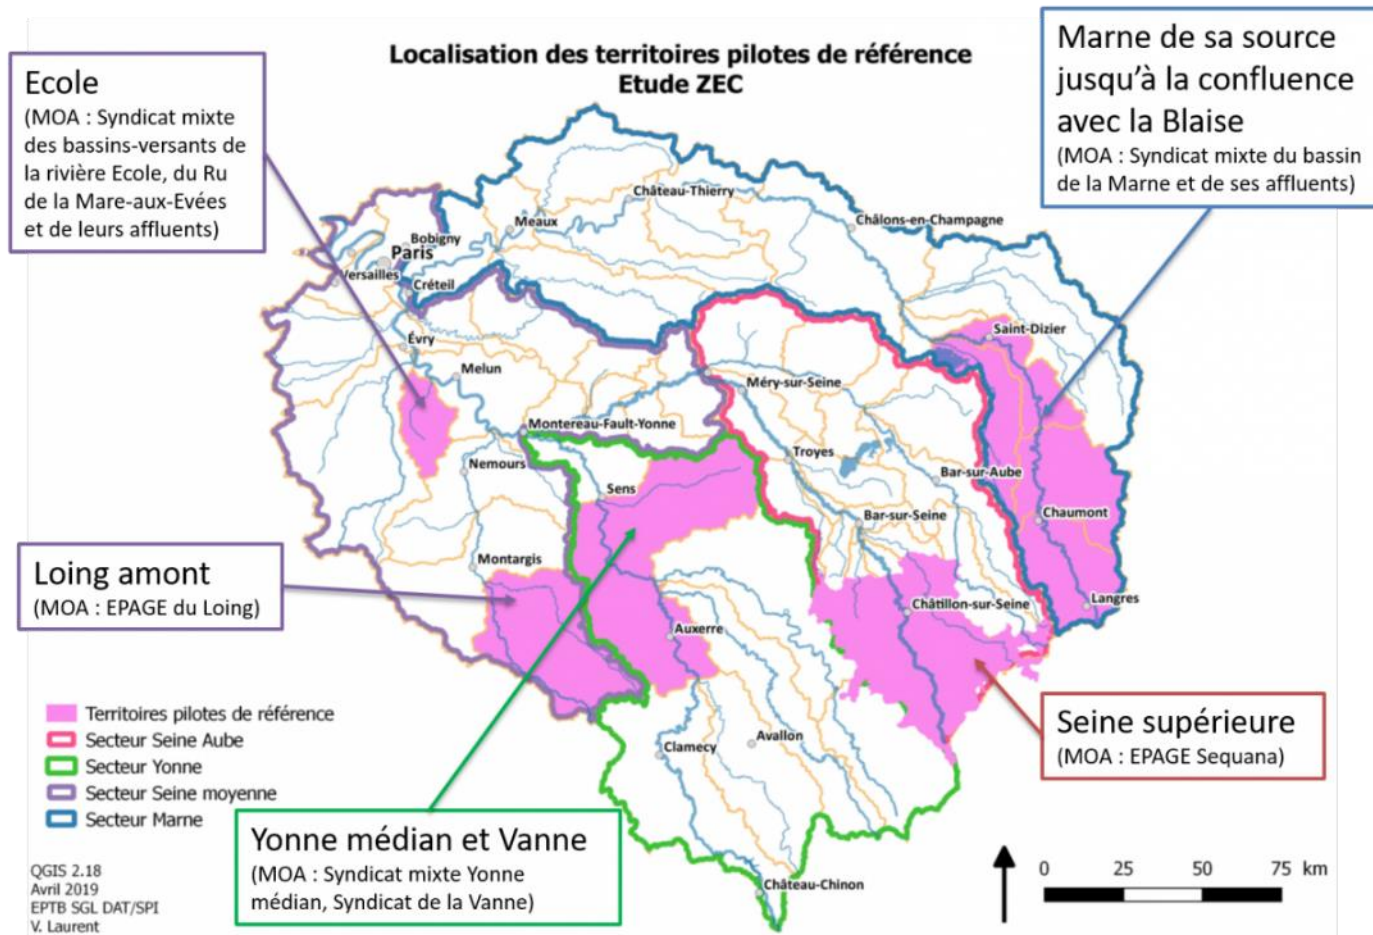 Localisation des territoires pilotes de référence
Etude ZEC
Ecole
(MOA : Syndicat mixte
des bassins-versants de
la rivière Ecole, du Ru
de la Mare-aux-Evées
et de leurs affluents)
Marne de sa source
jusqu'à la confluence
avec la Blaise
(MOA : Syndicat mixte du bassin
de la Marne et de ses affluents)
Château-Thierry
Meaux
Châlons-en-Champagne
Bobigny
Paris
Versailles
Créteil
Saint-Dizier
Évry
Melun
Méry-sur-Seine
Montereau-Fault-Yonne
Troyes
Nemours
Bar-sur-Aube
Sens
Bar-sur-Seine
Chaumont
Montargis
Loing amont
(MOA : EPAGE du Loing)
Langres
Châtillon-sur-Seine
Auxerre
Avallon
Clamecy
Château-Chinon
Seine supérieure
(MOA : EPAGE Sequana)
Territoires pilotes de référence
Secteur Seine Aube
Secteur Yonne
Secteur Seine moyenne
Secteur Marne
Yonne médian et Vanne
(MOA : Syndicat mixte Yonne
médian, Syndicat de la Vanne)
QGIS 2.18
Avril 2019
EPTB SGL DAT/SPI
V. Laurent
0 25 50 75 km